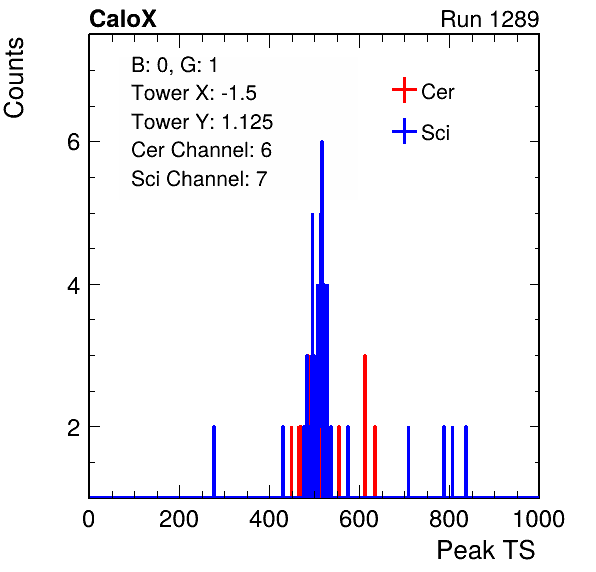 CaloX Run 1289
Counts
B: 0, G: 1
Tower X: -1.5
Tower Y: 1.125
Cer Channel: 6
Sci Channel: 7
Cer
Sci
6
4
2
0 200 400 600 800 1000
Peak TS